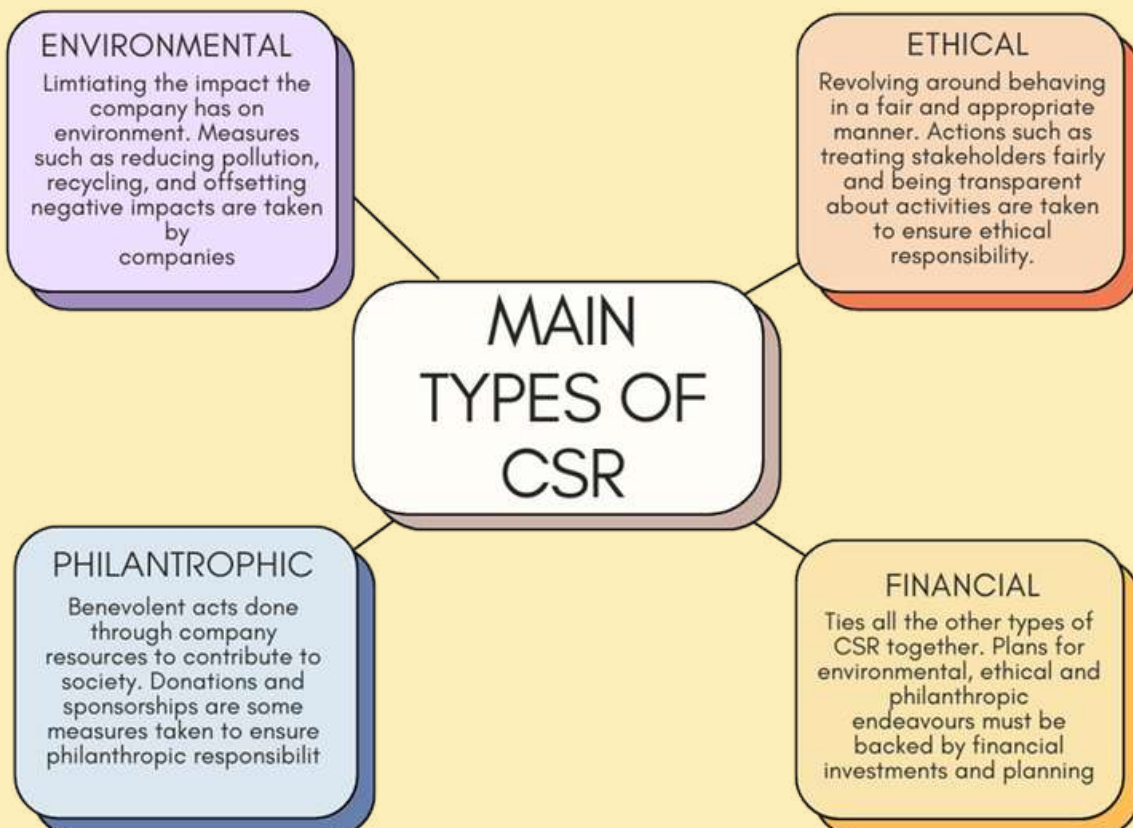 ENVIRONMENTAL
Limtiating the impact the
company has on
environment. Measures
such as reducing pollution,
recycling, and offsetting
negative impacts are taken
by
companies
ETHICAL
Revolving around behaving
in a fair and appropriate
manner. Actions such as
treating stakeholders fairly
and being transparent
about activities are taken
to ensure ethical
responsibility.
MAIN
TYPES OF
CSR
PHILANTROPHIC
Benevolent acts done
through company
resources to contribute to
society. Donations and
sponsorships are some
measures taken to ensure
philanthropic responsibilit
FINANCIAL
Ties all the other types of
CSR together. Plans for
environmental, ethical and
philanthropic
endeavours must be
backed by financial
investments and planning